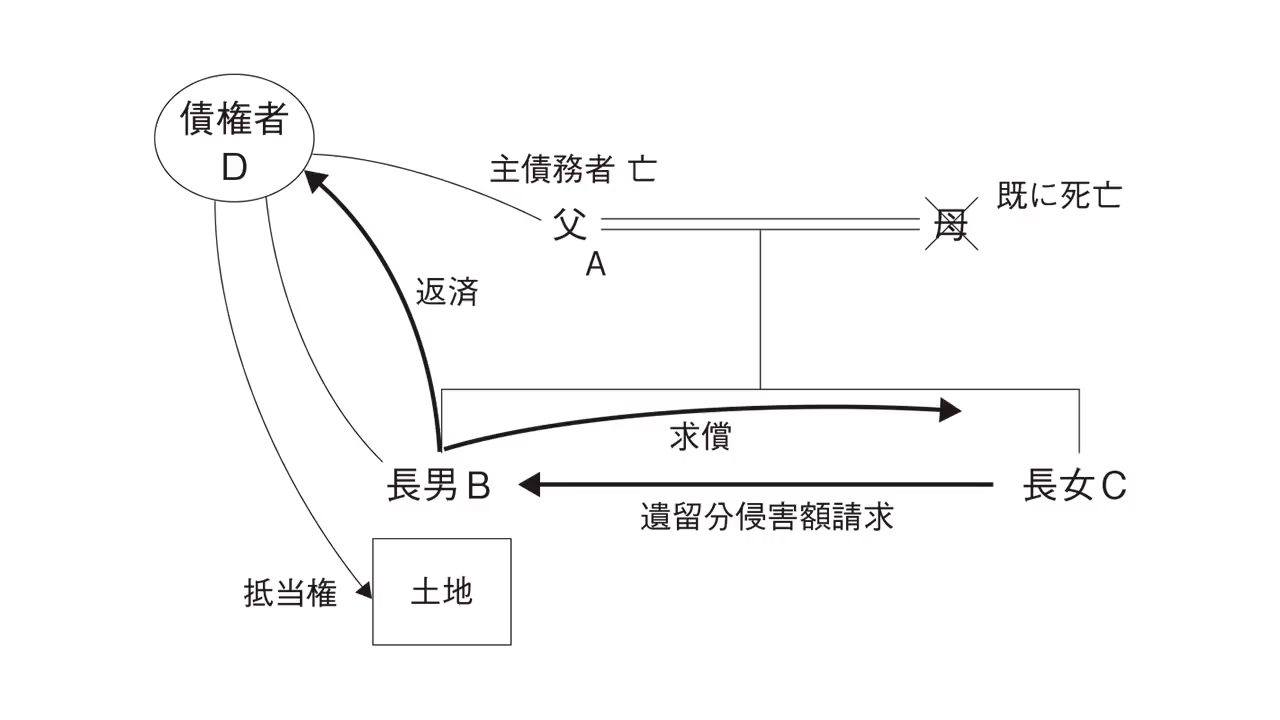 債権者
D
主債務者 亡
父
A
母
既に死亡
返済
求償
長男B
長女C
遺留分侵害額請求
抵当権
土地